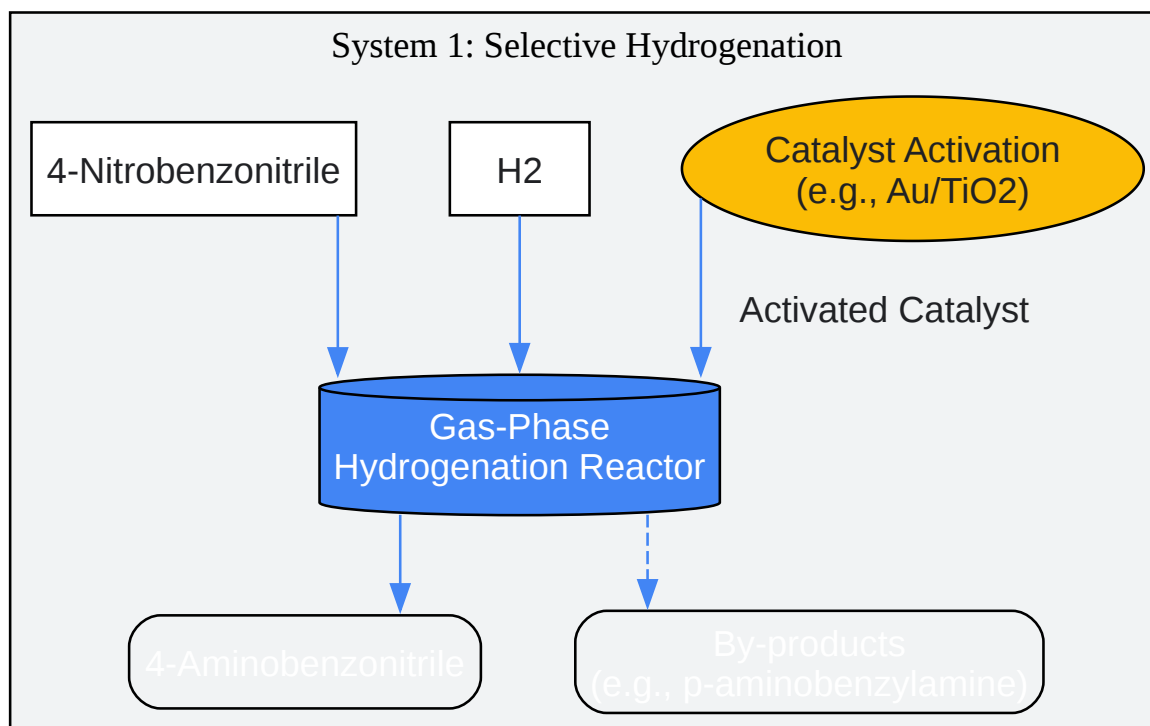 System 1: Selective Hydrogenation
4-Nitrobenzonitrile
H2
Catalyst Activation
(e.g., Au/TiO2)
Activated Catalyst
Gas-Phase
Hydrogenation Reactor
4-Aminobenzonitrile
By-products
(e.g., p-aminobenzylamine)